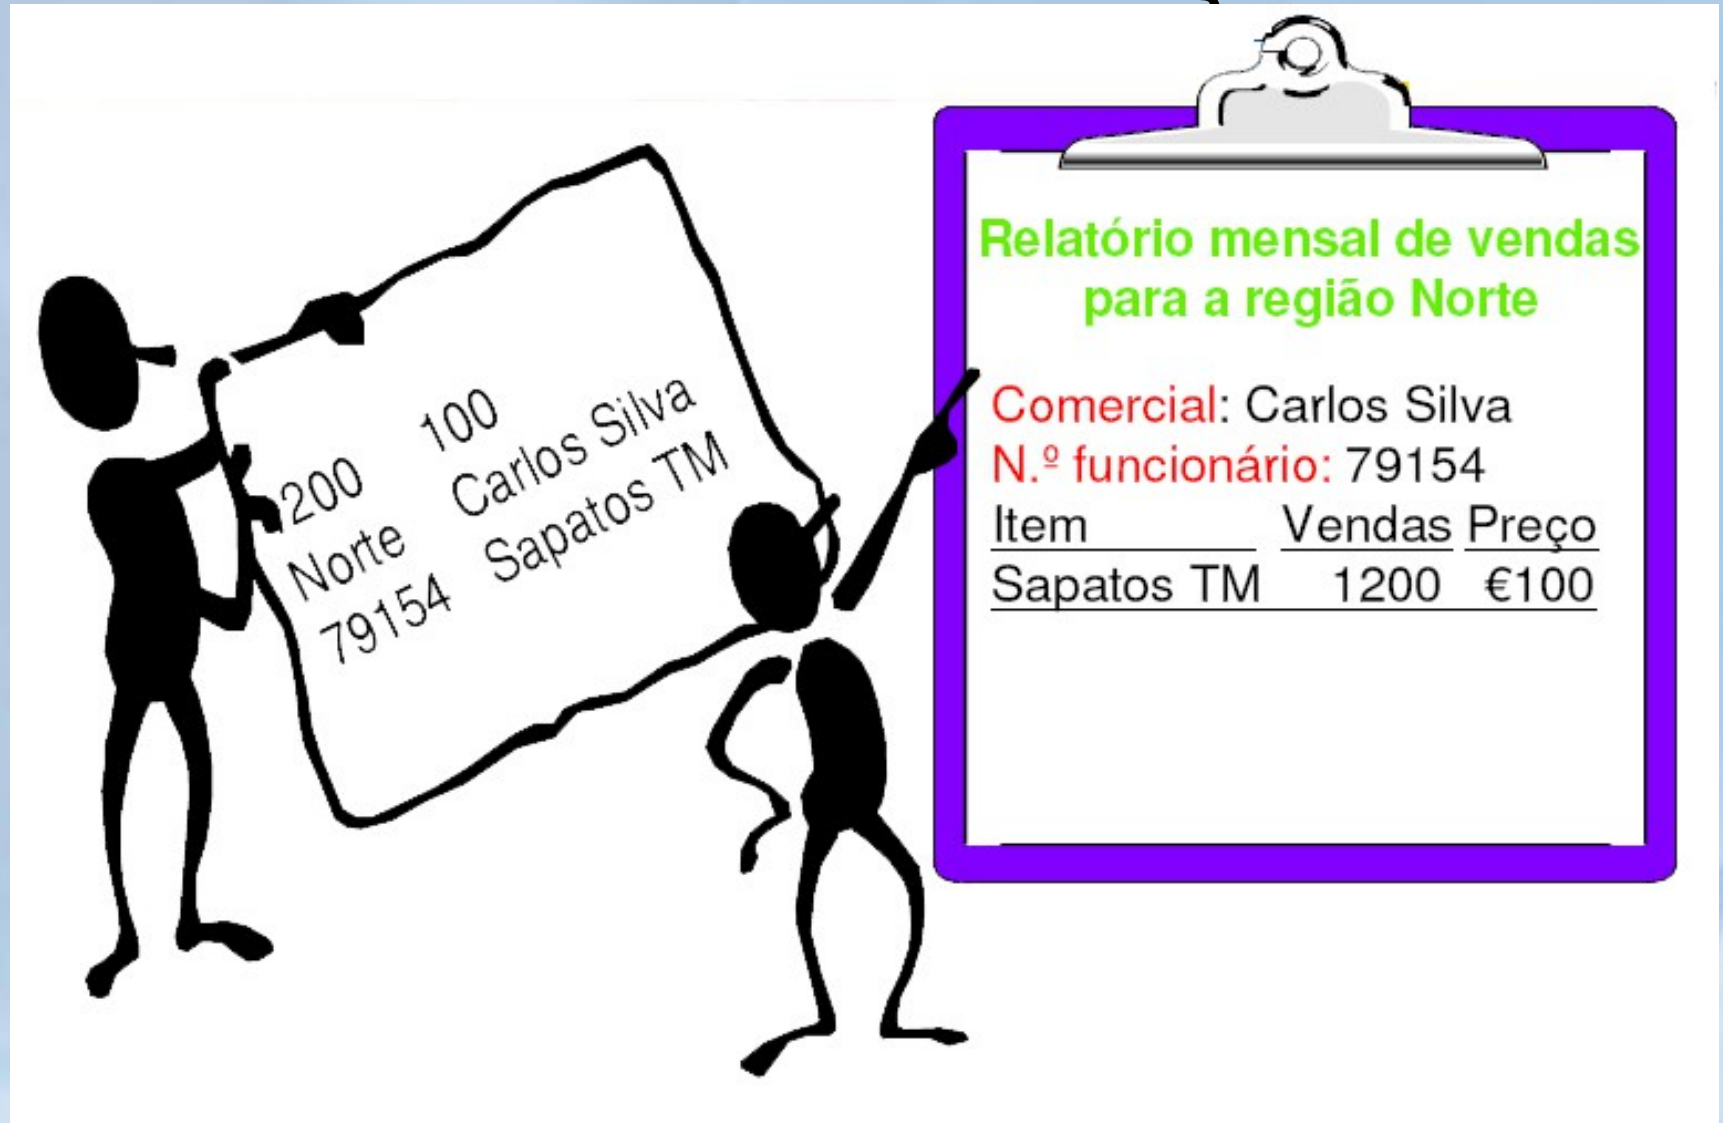 1200 100
Norte Carlos Silva
79154 Sapatos TM
Relatório mensal de vendas
para a região Norte
Comercial: Carlos Silva
N.º funcionário: 79154
Item Vendas Preço
Sapatos TM 1200 €100